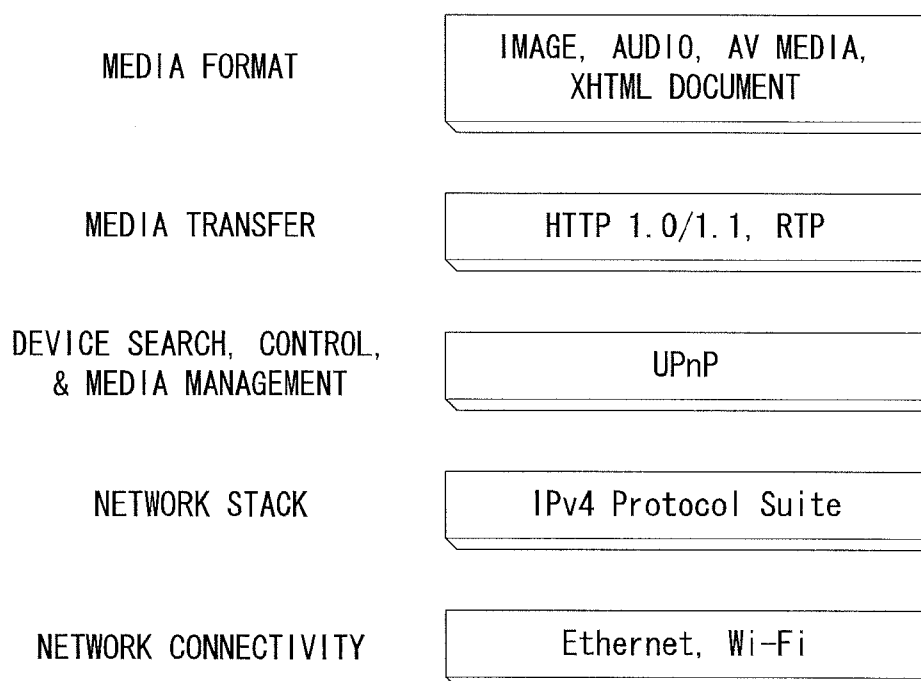 MEDIA FORMAT
IMAGE, AUDIO, AV MEDIA,
XHTML DOCUMENT
MEDIA TRANSFER
HTTP 1.0/1.1, RTP
DEVICE SEARCH, CONTROL,
& MEDIA MANAGEMENT
UPnP
NETWORK STACK
IPv4 Protocol Suite
NETWORK CONNECTIVITY
Ethernet, Wi-Fi